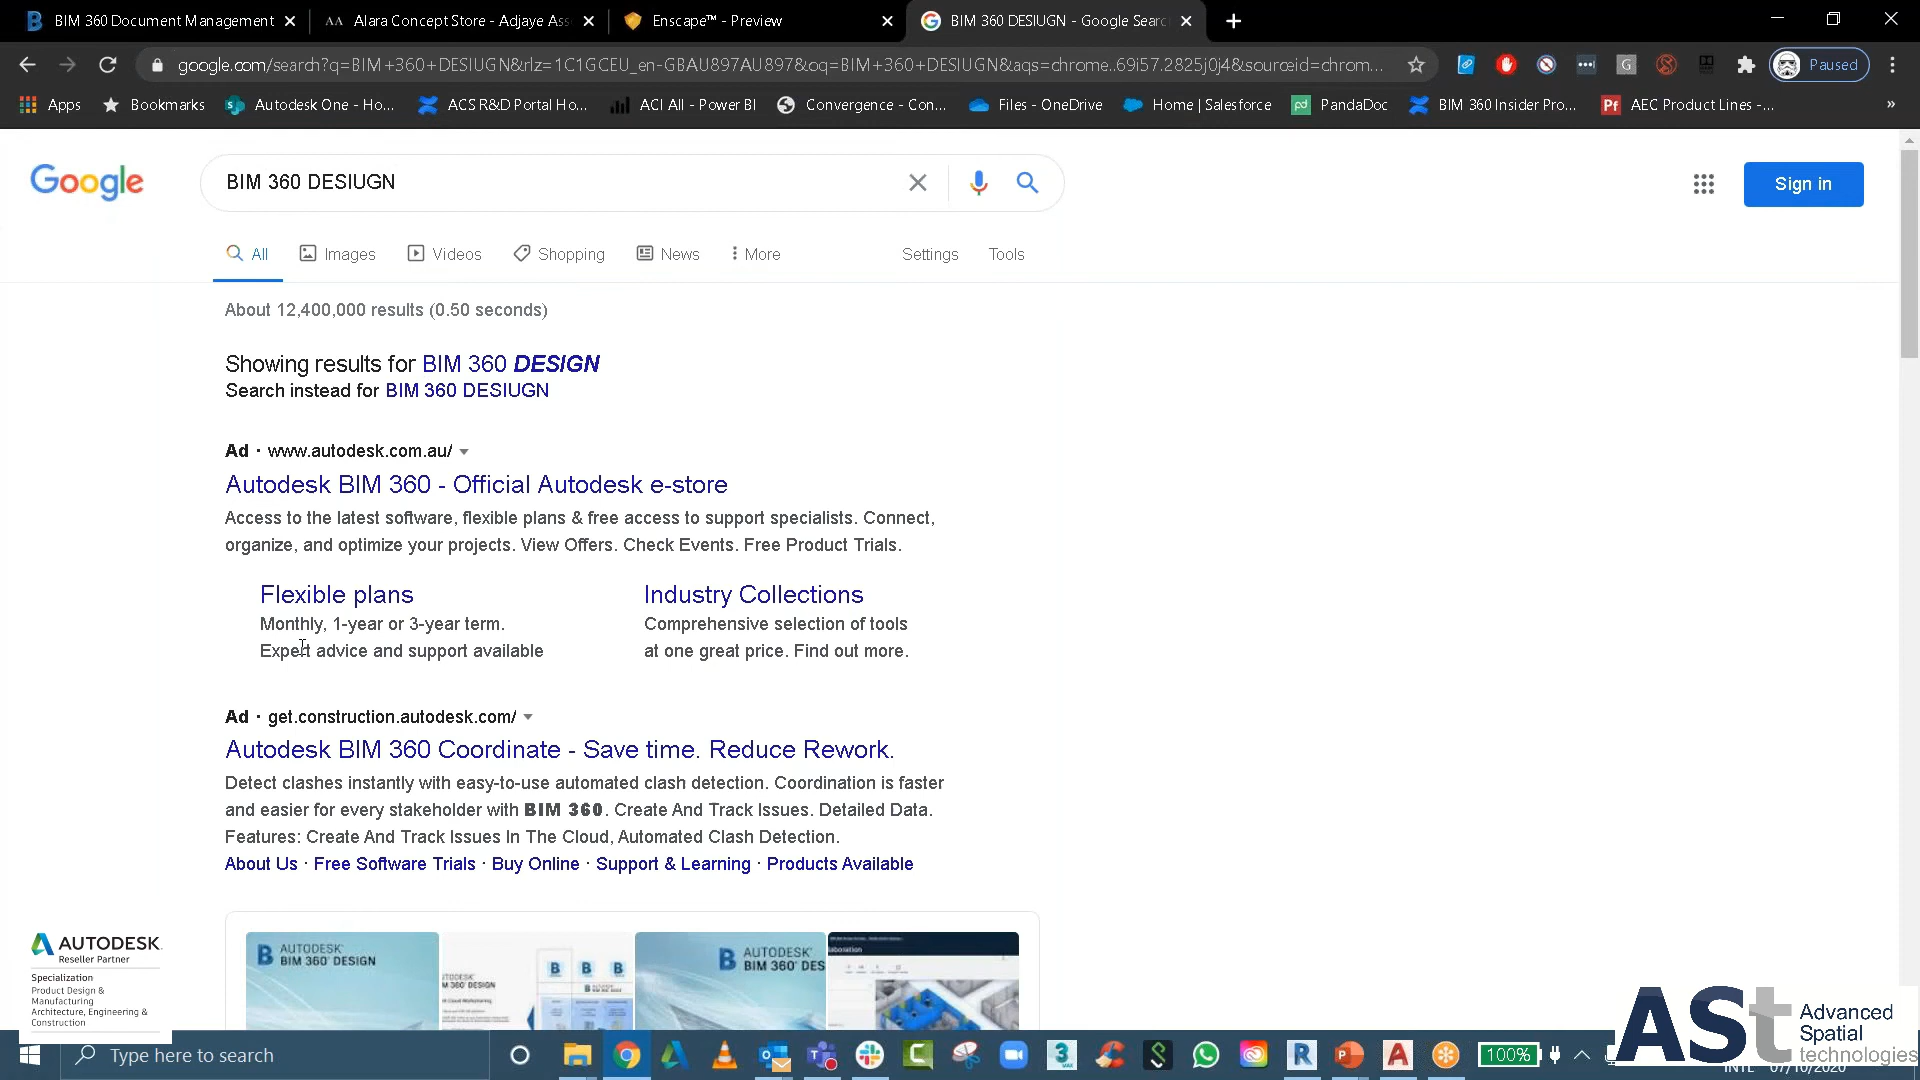 BIM 360 Document Management
Alara Concept Store - Adjaye Ass
Enscape™ - Preview
BIM 360 DESIUGN - Google Searc
google.com/search?q=BIM+360+DESIUGN&rlz=1C1GCEU_en-GBAU897AU897&oq=BIM+360+DESIUGN&aqs=chrome..69i57.2825j0j4&sourceid=chrom...
Paused
Apps
Bookmarks
Autodesk One - Ho...
ACS R&D Portal Ho...
ACI All - Power BI
Convergence - Con...
Files - OneDrive
Home | Salesforce
PandaDoc
BIM 360 Insider Pro...
AEC Product Lines -...
Google
BIM 360 DESIUGN
Sign in
All
Images
Videos
Shopping
News
More
Settings
Tools
About 12,400,000 results (0.50 seconds)
Showing results for BIM 360 DESIGN
Search instead for BIM 360 DESIUGN
Ad · www.autodesk.com.au/
Autodesk BIM 360 - Official Autodesk e-store
Access to the latest software, flexible plans & free access to support specialists. Connect,
organize, and optimize your projects. View Offers. Check Events. Free Product Trials.
Flexible plans
Monthly, 1-year or 3-year term.
Expert advice and support available
Industry Collections
Comprehensive selection of tools
at one great price. Find out more.
Ad · get.construction.autodesk.com/
Autodesk BIM 360 Coordinate - Save time. Reduce Rework.
Detect clashes instantly with easy-to-use automated clash detection. Coordination is faster
and easier for every stakeholder with BIM 360. Create And Track Issues. Detailed Data.
Features: Create And Track Issues In The Cloud, Automated Clash Detection.
About Us · Free Software Trials · Buy Online · Support & Learning · Products Available
AUTODESK
BIM 360 DESIGN
AUTODESK
BIM 360 DES
AUTODESK
Reseller Partner
Specialization
Product Design &
Manufacturing
Architecture, Engineering &
Construction
ASt
Advanced
Spatial
technologies
Type here to search
100%
07/10/2020